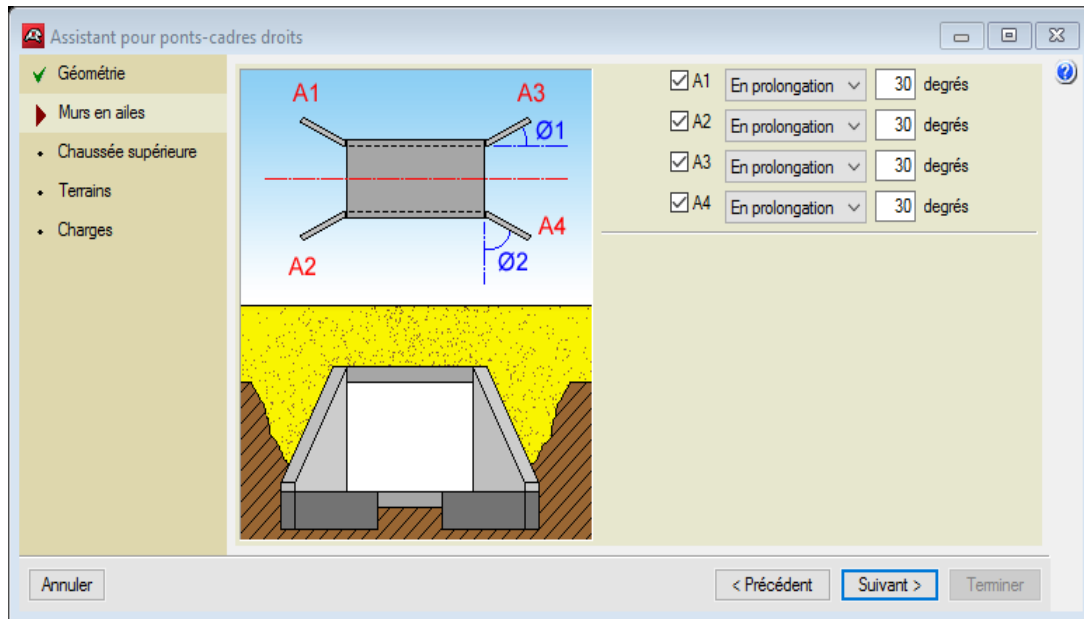 Assistant pour ponts-cadres droits
Géométrie
Murs en ailes
Chaussée supérieure
Terrains
Charges
A1
A3
Ø1
A4
A2
Ø2
A1 En prolongation 30 degrés
A2 En prolongation 30 degrés
A3 En prolongation 30 degrés
A4 En prolongation 30 degrés
Annuler
< Précédent
Suivant >
Terminer